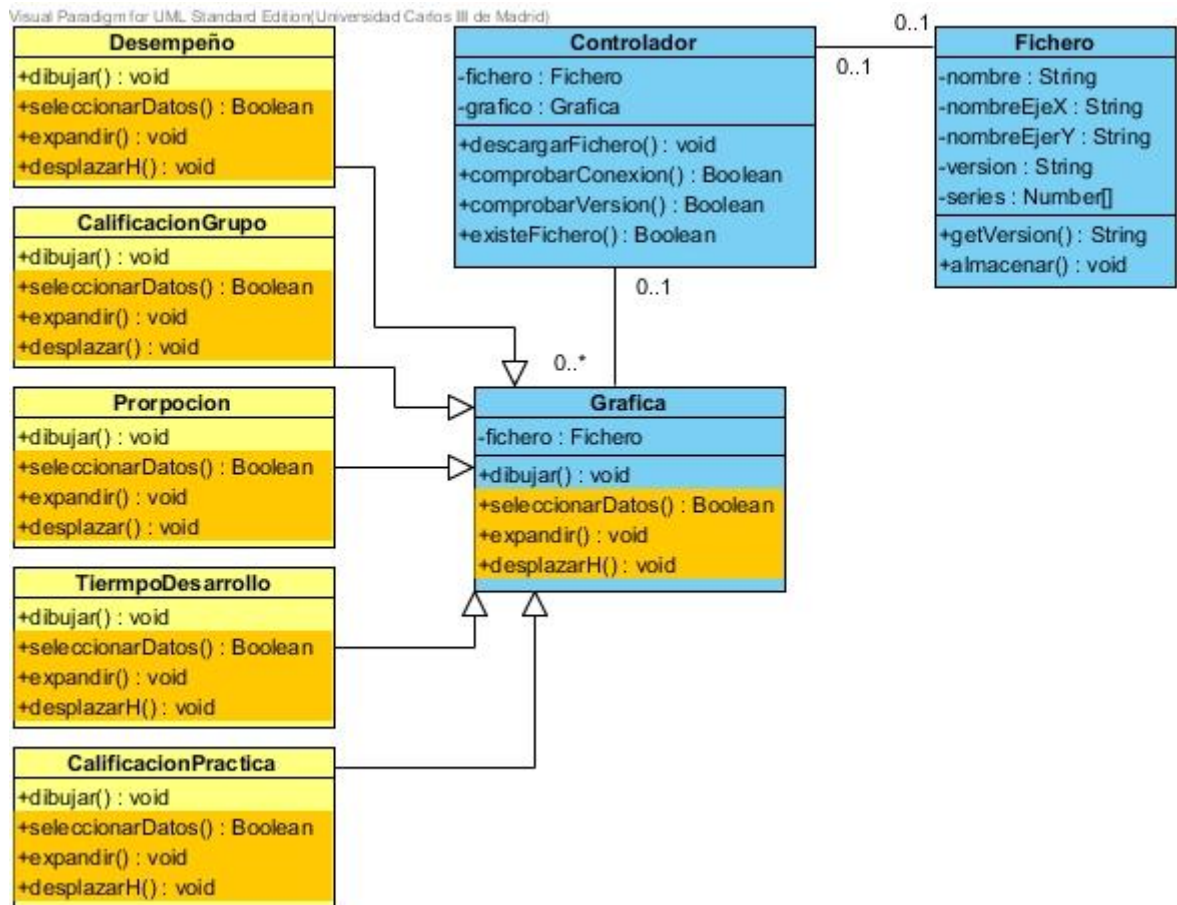 Visual Paradigm for UML Standard Edition(Universidad Carlos III de Madrid)
Desempeño
+dibujar() : void
+seleccionarDatos() : Boolean
+expandir() : void
+desplazarH() : void
CalificacionGrupo
+dibujar() : void
+seleccionarDatos() : Boolean
+expandir() : void
+desplazar() : void
Prorpocion
+dibujar() : void
+seleccionarDatos() : Boolean
+expandir() : void
+desplazar() : void
TiermpoDesarrollo
+dibujar() : void
+seleccionarDatos() : Boolean
+expandir() : void
+desplazarH() : void
CalificacionPractica
+dibujar() : void
+seleccionarDatos() : Boolean
+expandir() : void
+desplazarH() : void
Controlador
-fichero : Fichero
-grafico : Grafica
+descargarFichero() : void
+comprobarConexion() : Boolean
+comprobarVersion() : Boolean
+existeFichero() : Boolean
0..1
0..1
Fichero
-nombre : String
-nombreEjeX : String
-nombreEjerY : String
-version : String
-series : Number[]
+getVersion() : String
+almacenar() : void
0..1
0..*
Grafica
-fichero : Fichero
+dibujar() : void
+seleccionarDatos() : Boolean
+expandir() : void
+desplazarH() : void